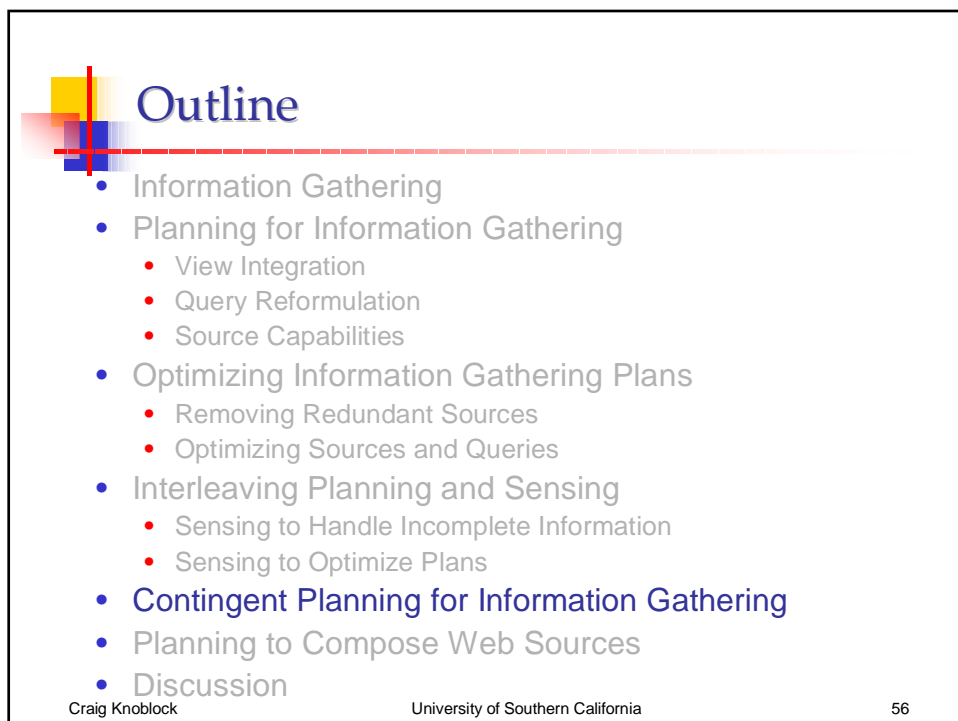 Outline
• Information Gathering
• Planning for Information Gathering
• View Integration
• Query Reformulation
• Source Capabilities
• Optimizing Information Gathering Plans
• Removing Redundant Sources
• Optimizing Sources and Queries
• Interleaving Planning and Sensing
• Sensing to Handle Incomplete Information
• Sensing to Optimize Plans
• Contingent Planning for Information Gathering
• Planning to Compose Web Sources
• Discussion
Craig Knoblock University of Southern California 56